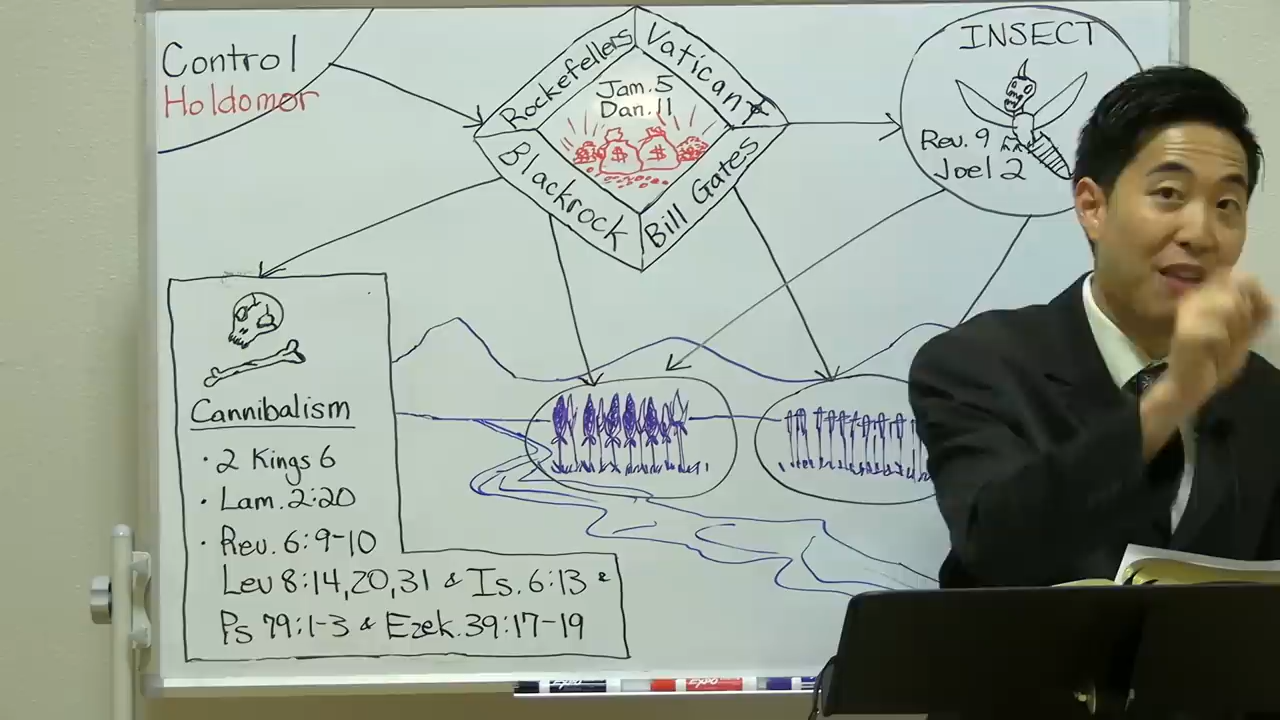 Control
Holdomor
Rockefellers
Vatican
Jam. 5
Dan. 11
$ $
Blackrock
Bill Gates
INSECT
Rev. 9
Joel 2
Cannibalism
· 2 Kings 6
· Lam. 2:20
· Rev. 6:9-10
Lev 8:14,20,31 & Is. 6:13 &
Ps 79:1-3 & Ezek. 39:17-19
EXPO
EXPO